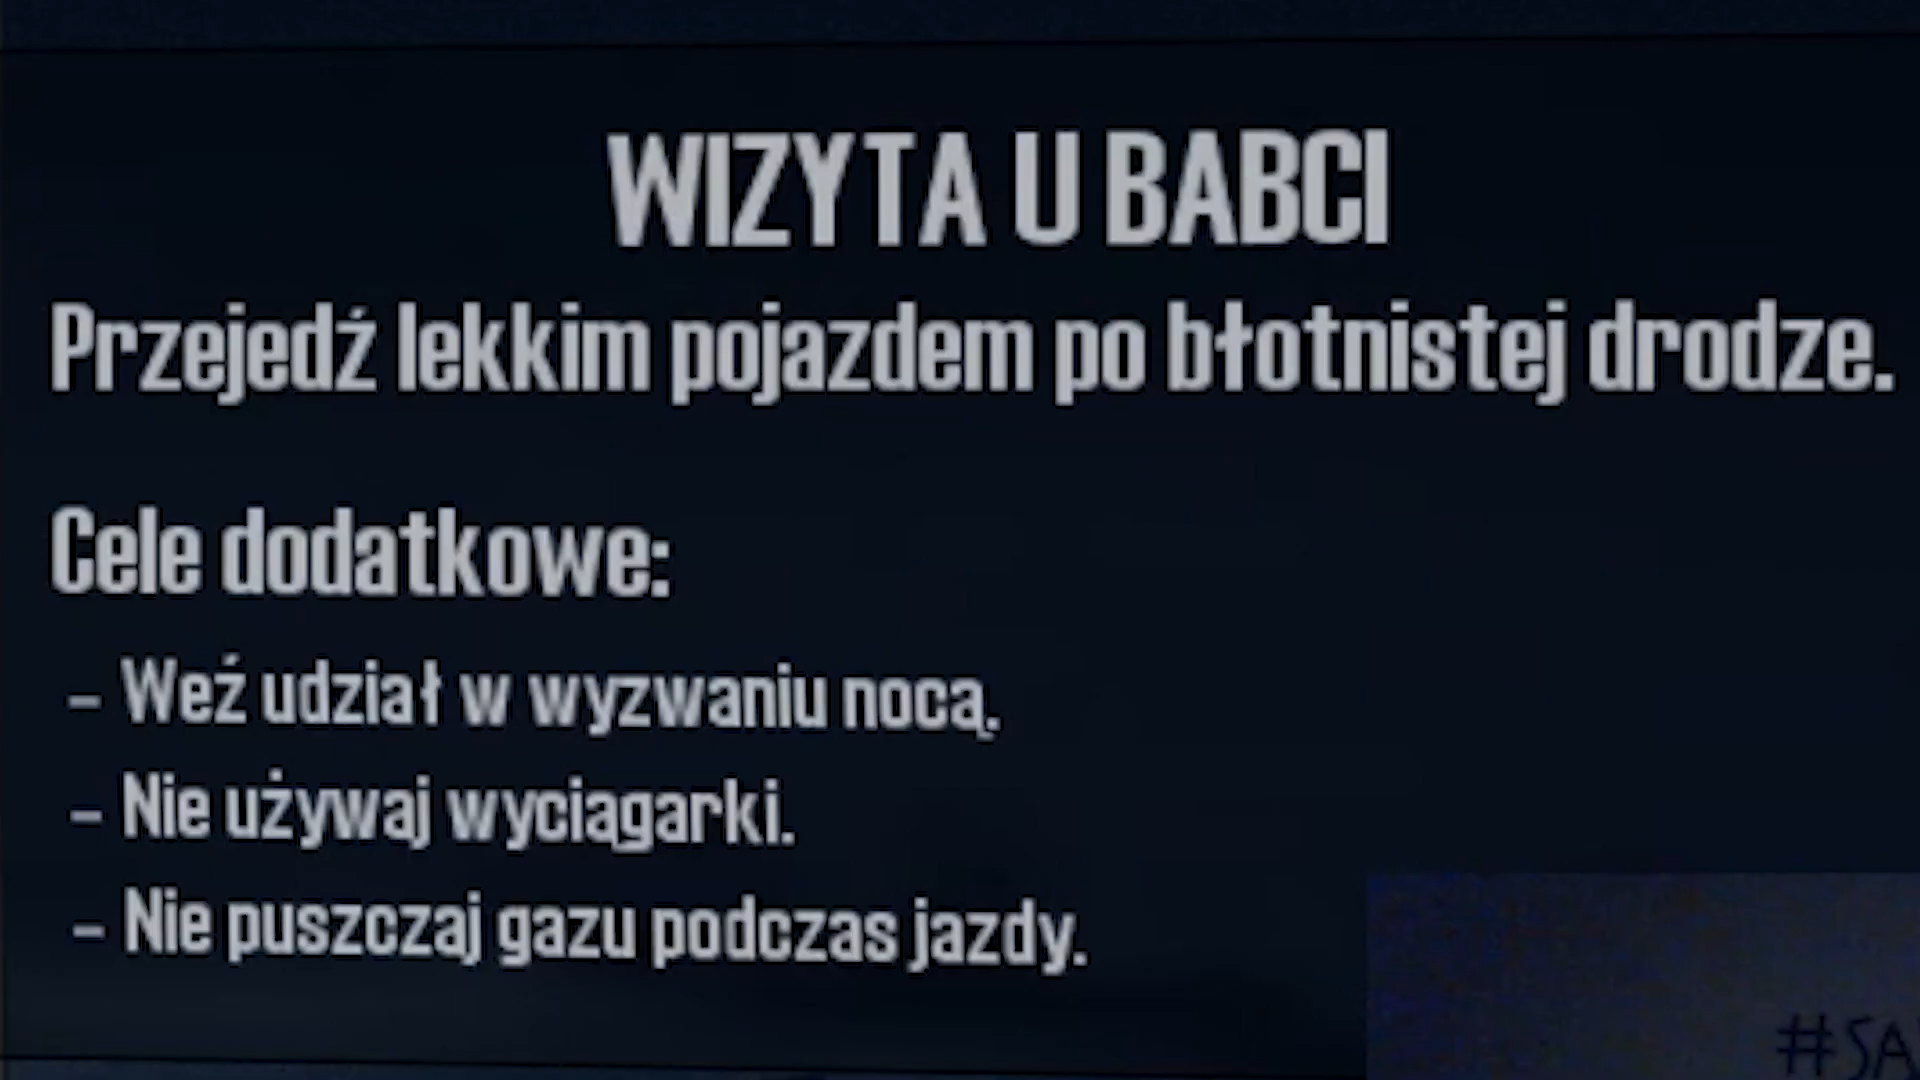 WIZYTA U BABCI
Przejedź lekkim pojazdem po błotnistej drodze.
Cele dodatkowe:
– Weź udział w wyzwaniu nocą.
– Nie używaj wyciągarki.
– Nie puszczaj gazu podczas jazdy.
#SA